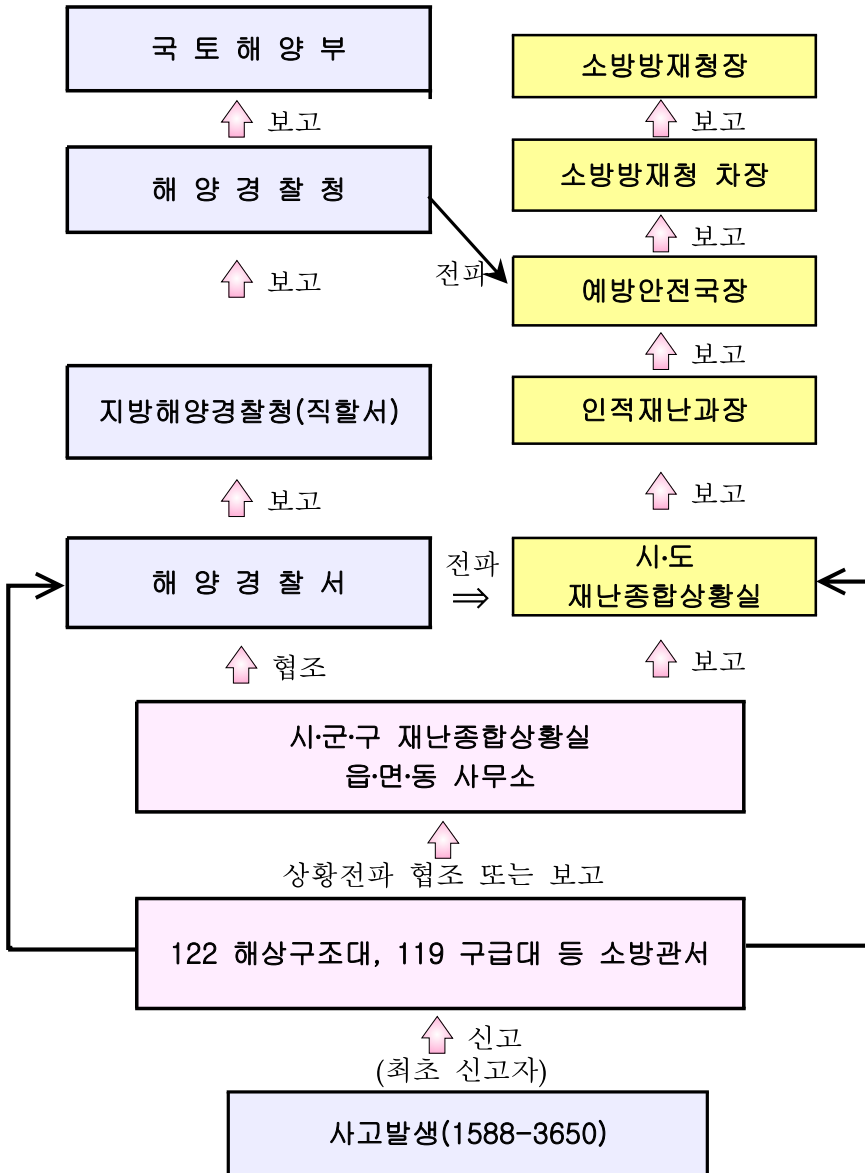 국 토 해 양 부
소방방재청장
보고
보고
해 양 경 찰 청
소방방재청 차장
보고
전파
보고
예방안전국장
보고
지방해양경찰청(직할서)
인적재난과장
보고
보고
해 양 경 찰 서
전파
⇒
시·도
재난종합상황실
협조
보고
시·군·구 재난종합상황실
읍·면·동 사무소
상황전파 협조 또는 보고
122 해상구조대, 119 구급대 등 소방관서
신고
(최초 신고자)
사고발생(1588-3650)